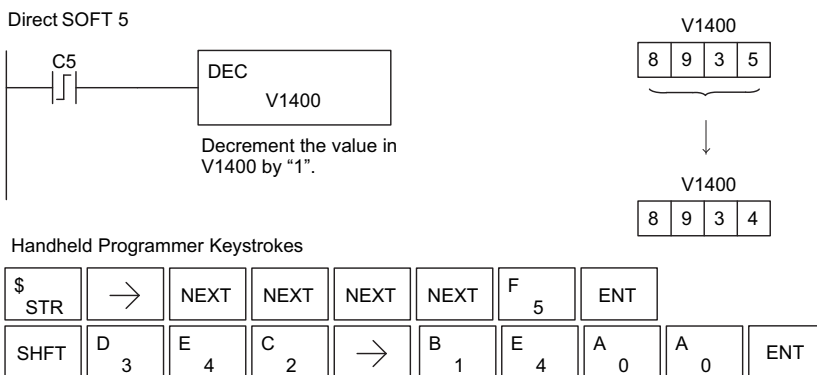 Direct SOFT 5
C5
DEC
V1400
Decrement the value in
V1400 by “1”.
V1400
8 9 3 5
V1400
8 9 3 4
Handheld Programmer Keystrokes
$ STR → NEXT NEXT NEXT NEXT F 5 ENT
SHFT D 3 E 4 C 2 → B 1 E 4 A 0 A 0 ENT